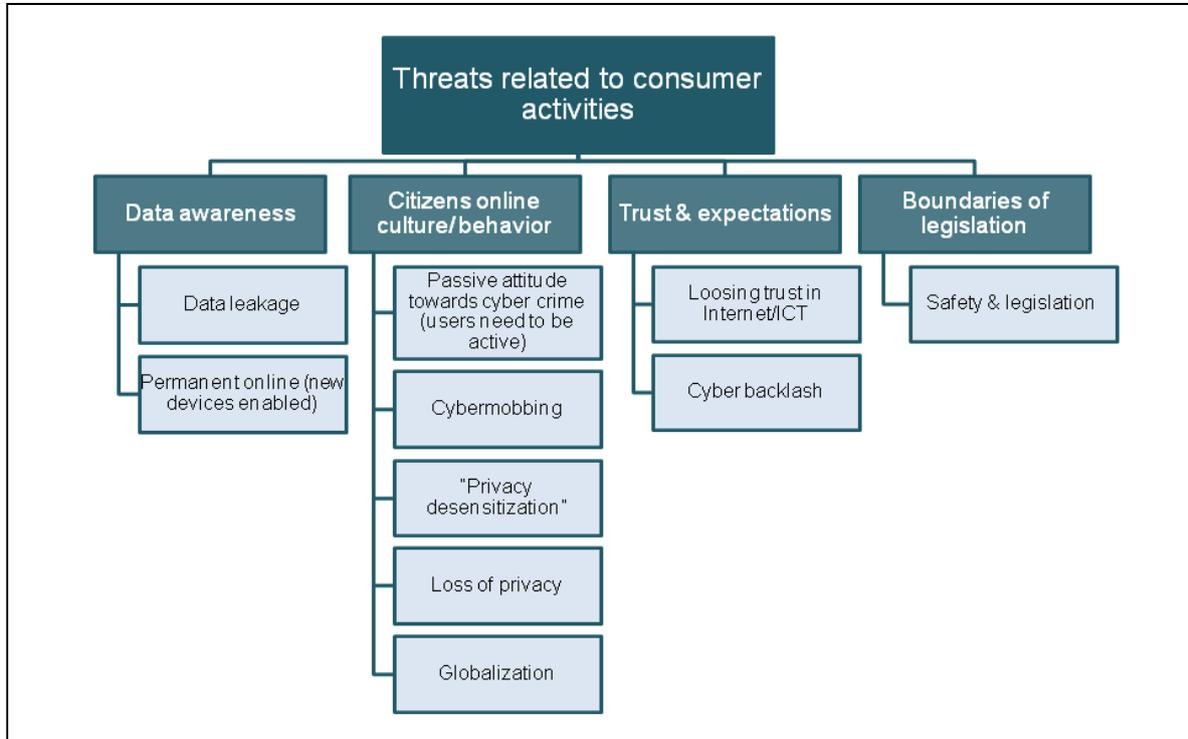 Threats related to consumer
activities
Data awareness
Data leakage
Permanent online (new
devices enabled)
Citizens online
culture/behavior
Passive attitude
towards cyber crime
(users need to be
active)
Cybermobbing
"Privacy
desensitization"
Loss of privacy
Globalization
Trust & expectations
Loosing trust in
Internet/ICT
Cyber backlash
Boundaries of
legislation
Safety & legislation